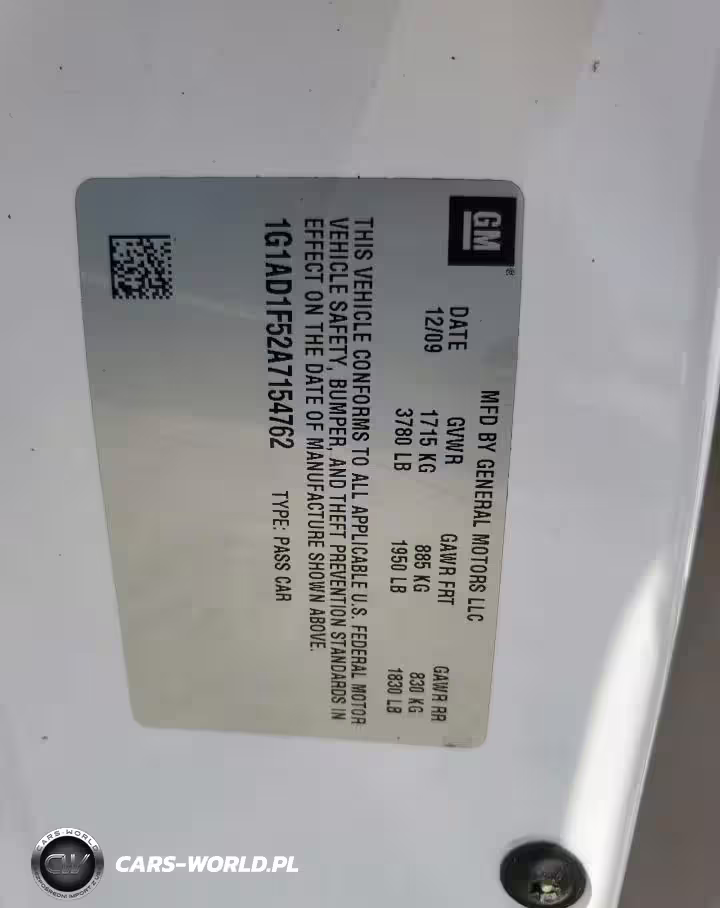 GM®
MFD BY GENERAL MOTORS LLC
DATE GVWR GAWR FRT GAWR RR
12/09 1715 KG 885 KG 830 KG
3780 LB 1950 LB 1830 LB
THIS VEHICLE CONFORMS TO ALL APPLICABLE U.S. FEDERAL MOTOR
VEHICLE SAFETY, BUMPER, AND THEFT PREVENTION STANDARDS IN
EFFECT ON THE DATE OF MANUFACTURE SHOWN ABOVE.
1G1AD1F52A7154762 TYPE: PASS CAR
CARS-WORLD
CW
CARS-WORLD.PL